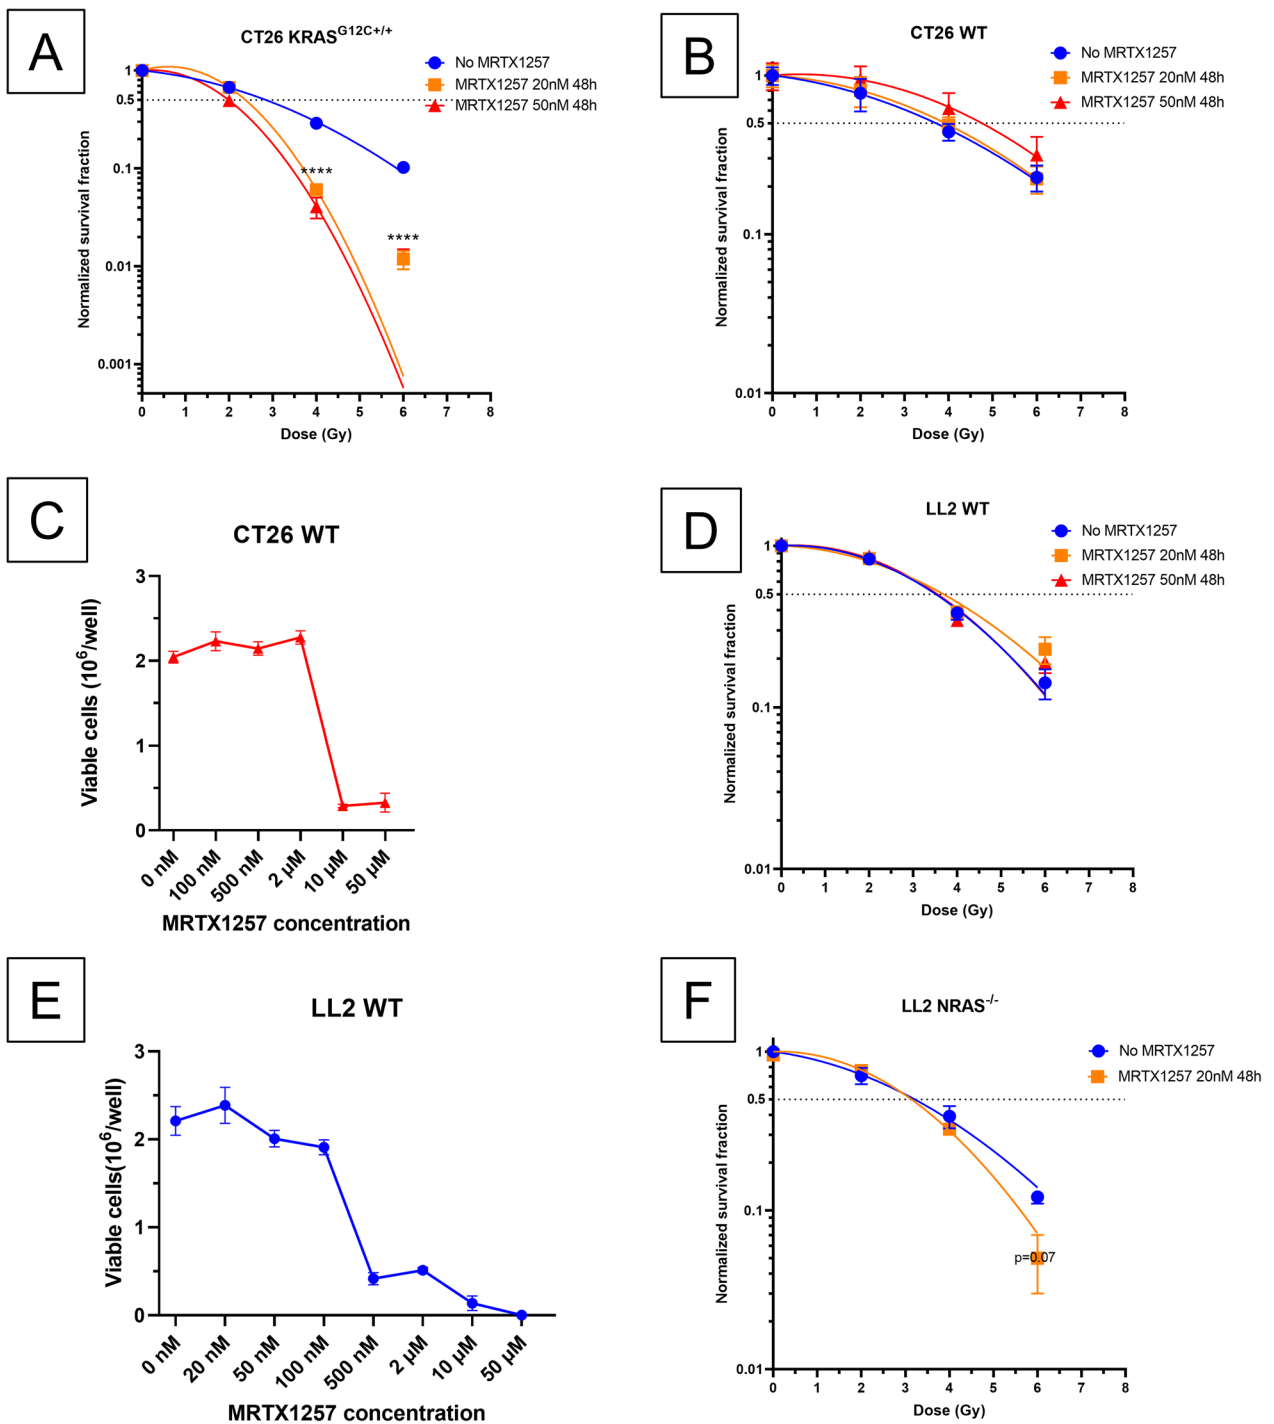 A
CT26 KRASG12C+/+
No MRTX1257
MRTX1257 20nM 48h
MRTX1257 50nM 48h
Normalized survival fraction
1
0.5
0.1
0.01
0.001
****
****
0 1 2 3 4 5 6 7 8
Dose (Gy)
B
CT26 WT
No MRTX1257
MRTX1257 20nM 48h
MRTX1257 50nM 48h
Normalized survival fraction
1
0.5
0.1
0.01
0 1 2 3 4 5 6 7 8
Dose (Gy)
C
CT26 WT
Viable cells (10^6/well)
3
2
1
0
0 nM 100 nM 500 nM 2 µM 10 µM 50 µM
MRTX1257 concentration
D
LL2 WT
No MRTX1257
MRTX1257 20nM 48h
MRTX1257 50nM 48h
Normalized survival fraction
1
0.5
0.1
0.01
0 1 2 3 4 5 6 7 8
Dose (Gy)
E
LL2 WT
Viable cells(10^6/well)
3
2
1
0
0 nM 20 nM 50 nM 100 nM 500 nM 2 µM 10 µM 50 µM
MRTX1257 concentration
F
LL2 NRAS-/-
No MRTX1257
MRTX1257 20nM 48h
Normalized survival fraction
1
0.5
0.1
0.01
p=0.07
0 1 2 3 4 5 6 7 8
Dose (Gy)